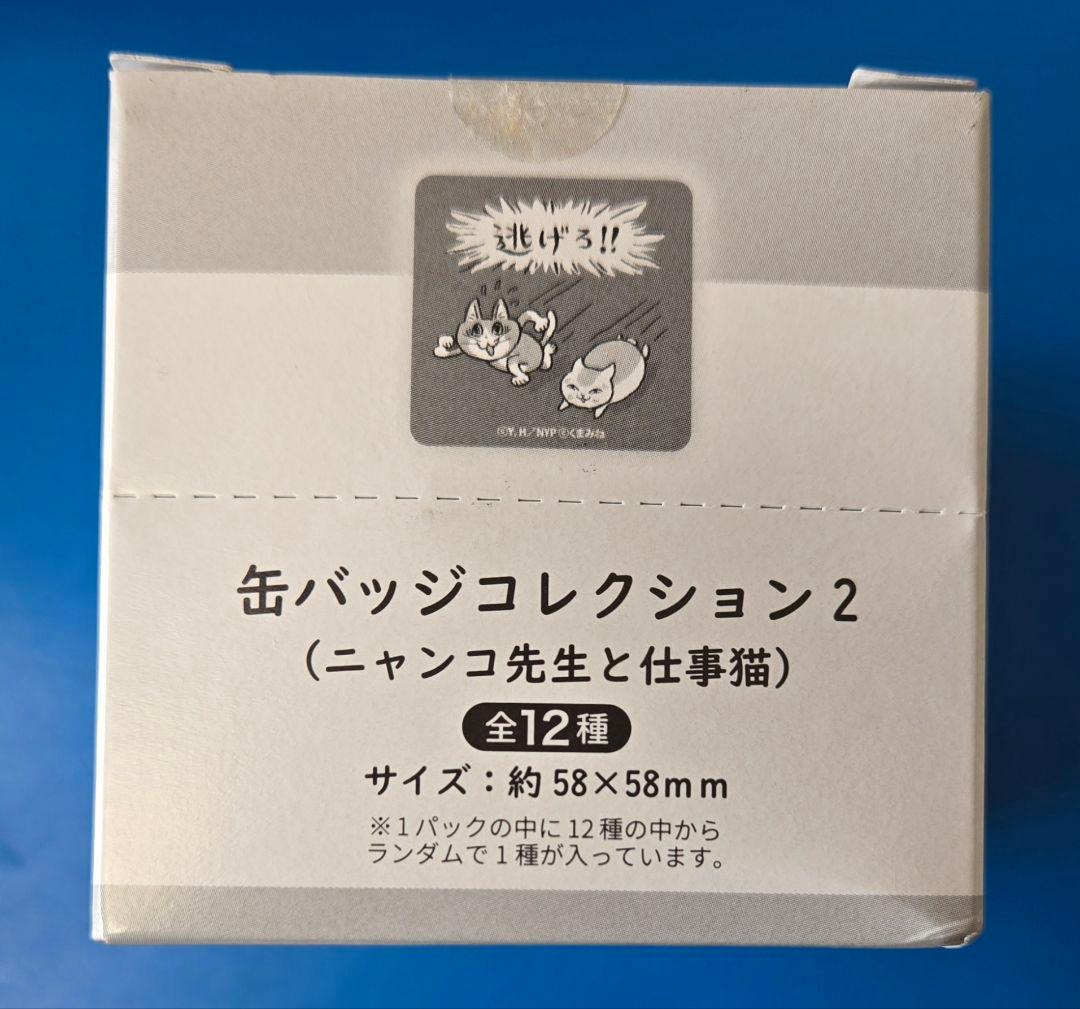 逃げろ!!
©Y. H／NYP ©くまみね
缶バッジコレクション2
（ニャンコ先生と仕事猫）
全12種
サイズ：約58×58mm
※1パックの中に12種の中から
ランダムで1種が入っています。